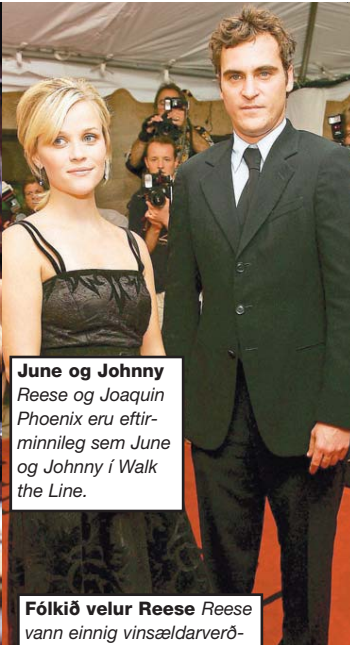 June og Johnny
Reese og Joaquin
Phoenix eru eftir-
minnileg sem June
og Johnny í Walk
the Line.
Fólkið velur Reese Reese
vann einnig vinsældarverð-